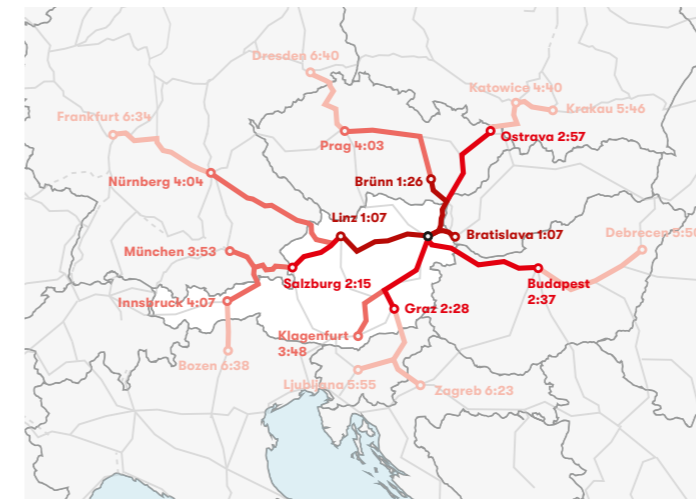 Dresden 6:40
Katowice 4:40
Krakau 5:46
Frankfurt 6:34
Ostrava 2:57
Prag 4:03
Nürnberg 4:04
Brünn 1:26
Linz 1:07
Bratislava 1:07
Debrecen 5:50
München 3:53
Salzburg 2:15
Budapest
2:37
Innsbruck 4:07
Graz 2:28
Klagenfurt
3:48
Bozen 6:38
Ljubljana 5:55
Zagreb 6:23